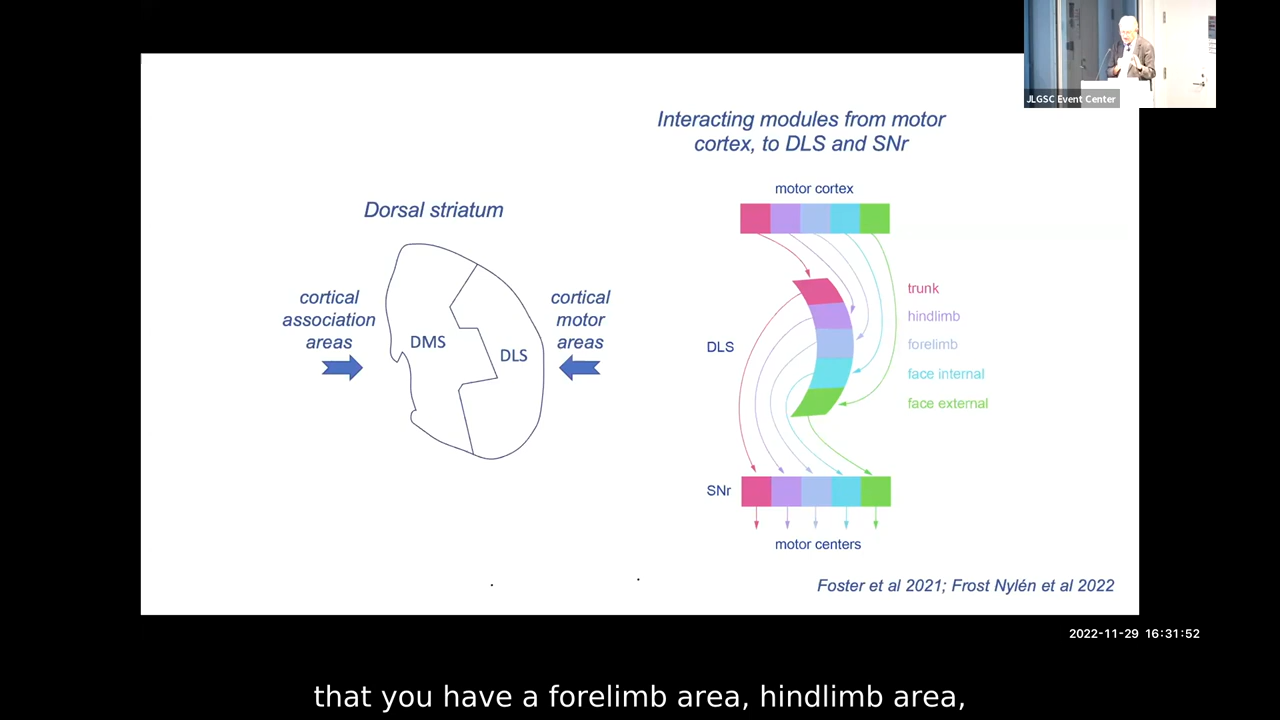 JLGSC Event Center
Interacting modules from motor
cortex, to DLS and SNr
motor cortex
Dorsal striatum
cortical
association
areas
DMS
DLS
cortical
motor
areas
DLS
trunk
hindlimb
forelimb
face internal
face external
SNr
motor centers
Foster et al 2021; Frost Nylén et al 2022
2022-11-29 16:31:52
that you have a forelimb area, hindlimb area,